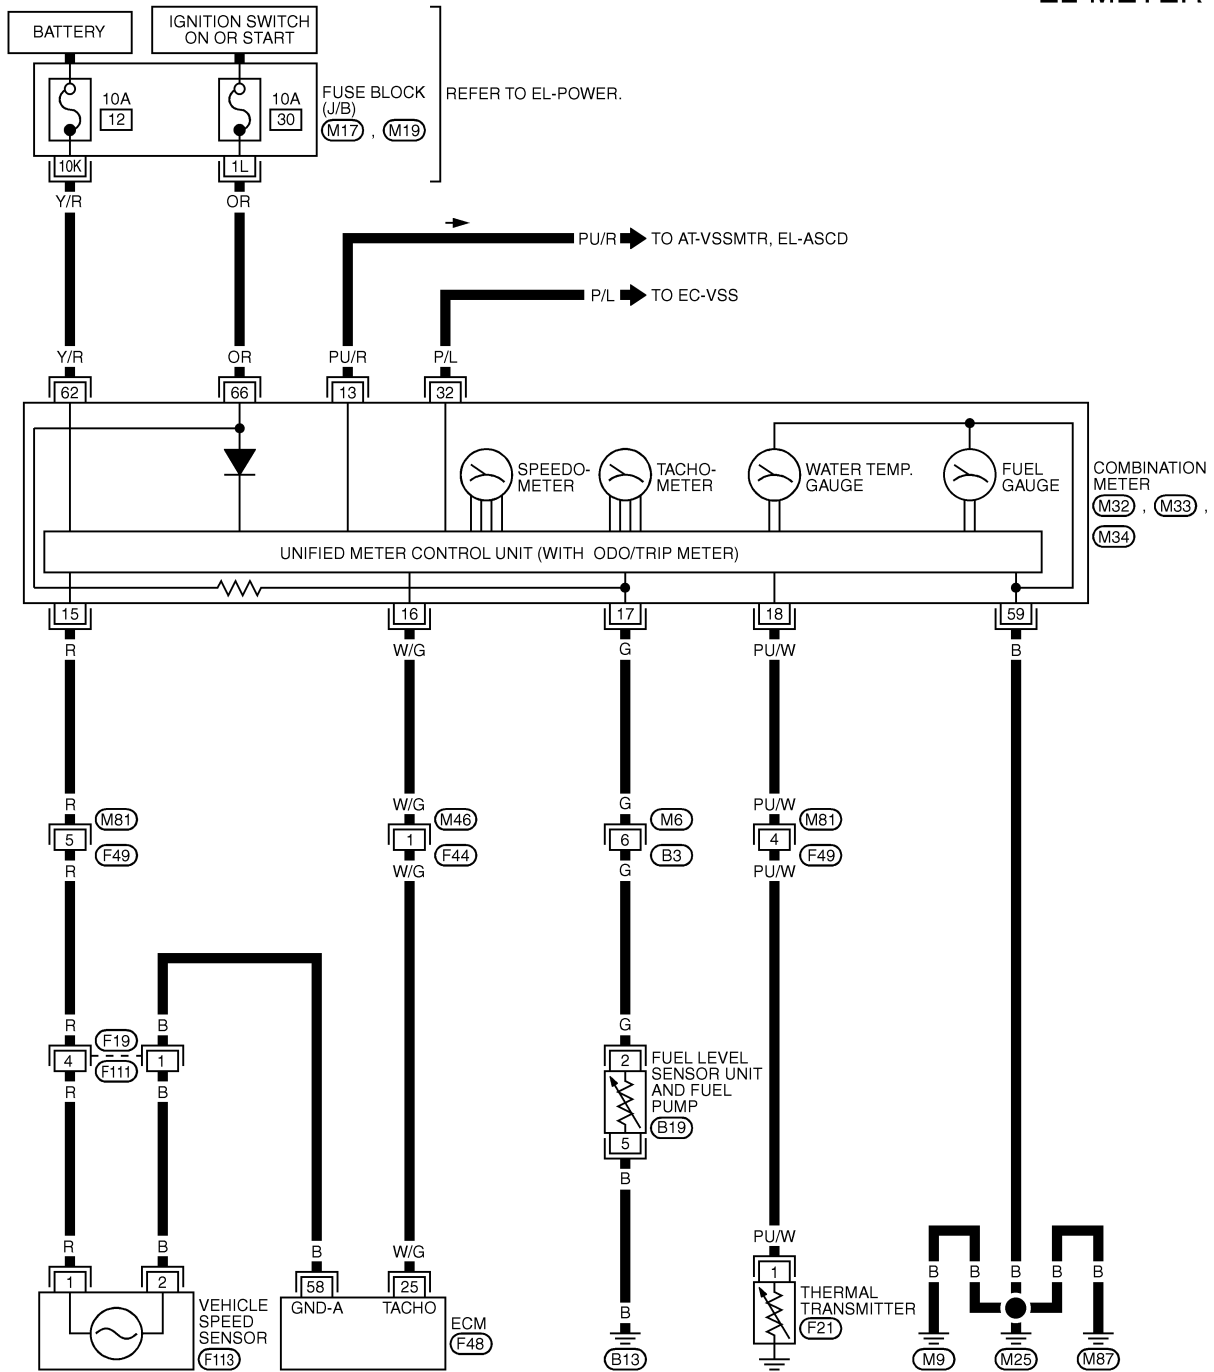 BATTERY
IGNITION SWITCH
ON OR START
10A
12
10A
30
FUSE BLOCK
(J/B)
M17 , M19
REFER TO EL-POWER.
10K
1L
Y/R
OR
PU/R
TO AT-VSSMTR, EL-ASCD
P/L
TO EC-VSS
Y/R
OR
PU/R
P/L
62
66
13
32
SPEEDO-
METER
TACHO-
METER
WATER TEMP.
GAUGE
FUEL
GAUGE
COMBINATION
METER
M32 , M33 ,
M34
UNIFIED METER CONTROL UNIT (WITH ODO/TRIP METER)
15
16
17
18
59
R
W/G
G
PU/W
B
R
W/G
G
PU/W
M81
M46
M6
M81
5
1
6
4
F49
F44
B3
F49
R
W/G
G
PU/W
R
B
G
F19
4
1
F111
R
B
2
FUEL LEVEL
SENSOR UNIT
AND FUEL
PUMP
B19
5
B
R
B
B
W/G
PU/W
1
2
58
25
GND-A
TACHO
VEHICLE
SPEED
SENSOR
F113
ECM
F48
B
B13
1
THERMAL
TRANSMITTER
F21
B
B
B
B
B
M9
M25
M87